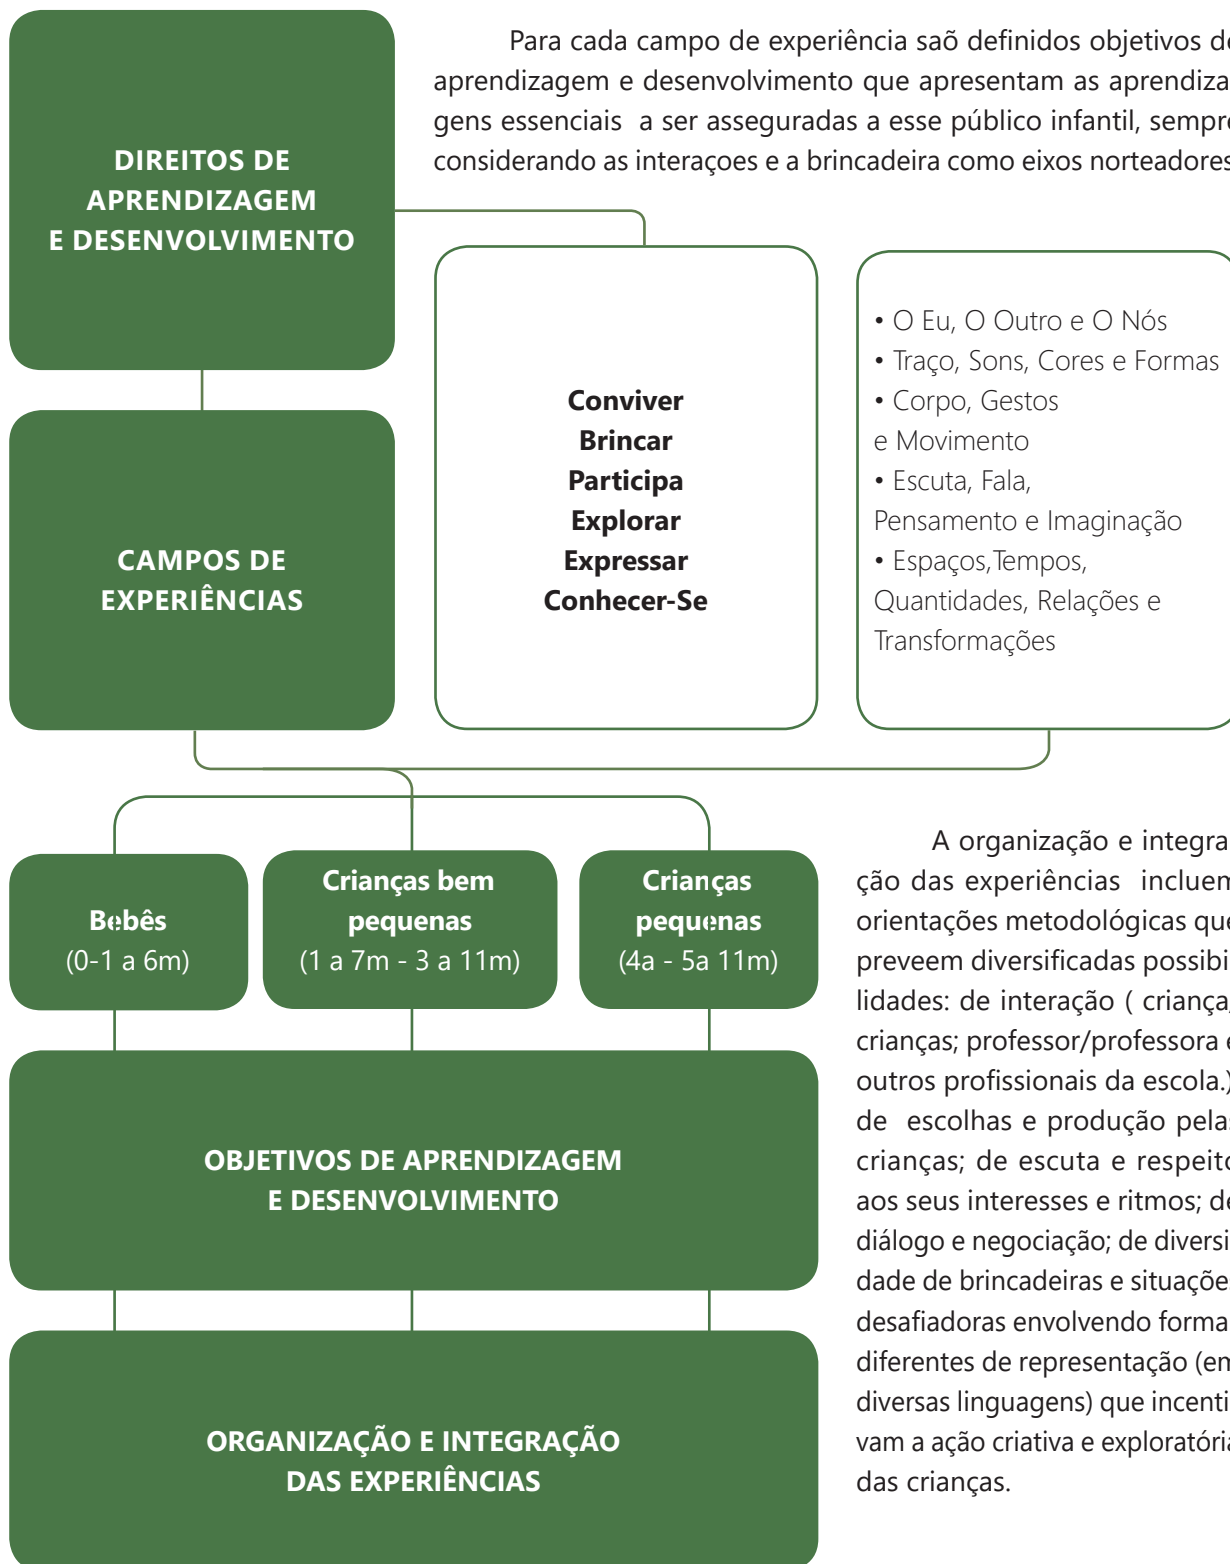 Para cada campo de experiência saõ definidos objetivos de
aprendizagem e desenvolvimento que apresentam as aprendiza
gens essenciais a ser asseguradas a esse público infantil, sempre
considerando as interaçoes e a brincadeira como eixos norteadores
DIREITOS DE
APRENDIZAGEM
E DESENVOLVIMENTO
CAMPOS DE
EXPERIÊNCIAS
Conviver
Brincar
Participa
Explorar
Expressar
Conhecer-Se
• O Eu, O Outro e O Nós
• Traço, Sons, Cores e Formas
• Corpo, Gestos
e Movimento
• Escuta, Fala,
Pensamento e Imaginação
• Espaços,Tempos,
Quantidades, Relações e
Transformações
Bebês
(0-1 a 6m)
Crianças bem
pequenas
(1 a 7m - 3 a 11m)
Crianças
pequenas
(4a - 5a 11m)
OBJETIVOS DE APRENDIZAGEM
E DESENVOLVIMENTO
ORGANIZAÇÃO E INTEGRAÇÃO
DAS EXPERIÊNCIAS
A organização e integra
ção das experiências incluem
orientações metodológicas que
preveem diversificadas possibi
lidades: de interação ( criança,
crianças; professor/professora e
outros profissionais da escola.)
de escolhas e produção pelas
crianças; de escuta e respeito
aos seus interesses e ritmos; de
diálogo e negociação; de diversi
dade de brincadeiras e situações
desafiadoras envolvendo forma
diferentes de representação (em
diversas linguagens) que incenti
vam a ação criativa e exploratória
das crianças.